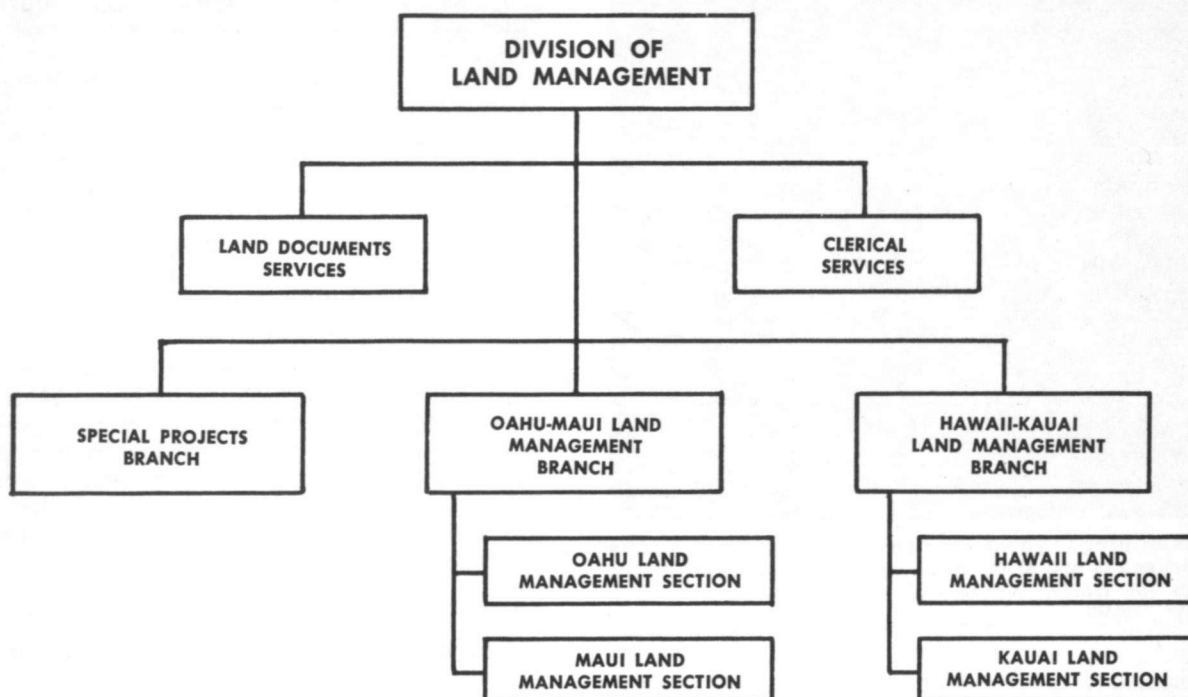 DIVISION OF
LAND MANAGEMENT
LAND DOCUMENTS
SERVICES
CLERICAL
SERVICES
SPECIAL PROJECTS
BRANCH
OAHU-MAUI LAND
MANAGEMENT
BRANCH
HAWAII-KAUAI
LAND MANAGEMENT
BRANCH
OAHU LAND
MANAGEMENT SECTION
MAUI LAND
MANAGEMENT SECTION
HAWAII LAND
MANAGEMENT SECTION
KAUAI LAND
MANAGEMENT SECTION